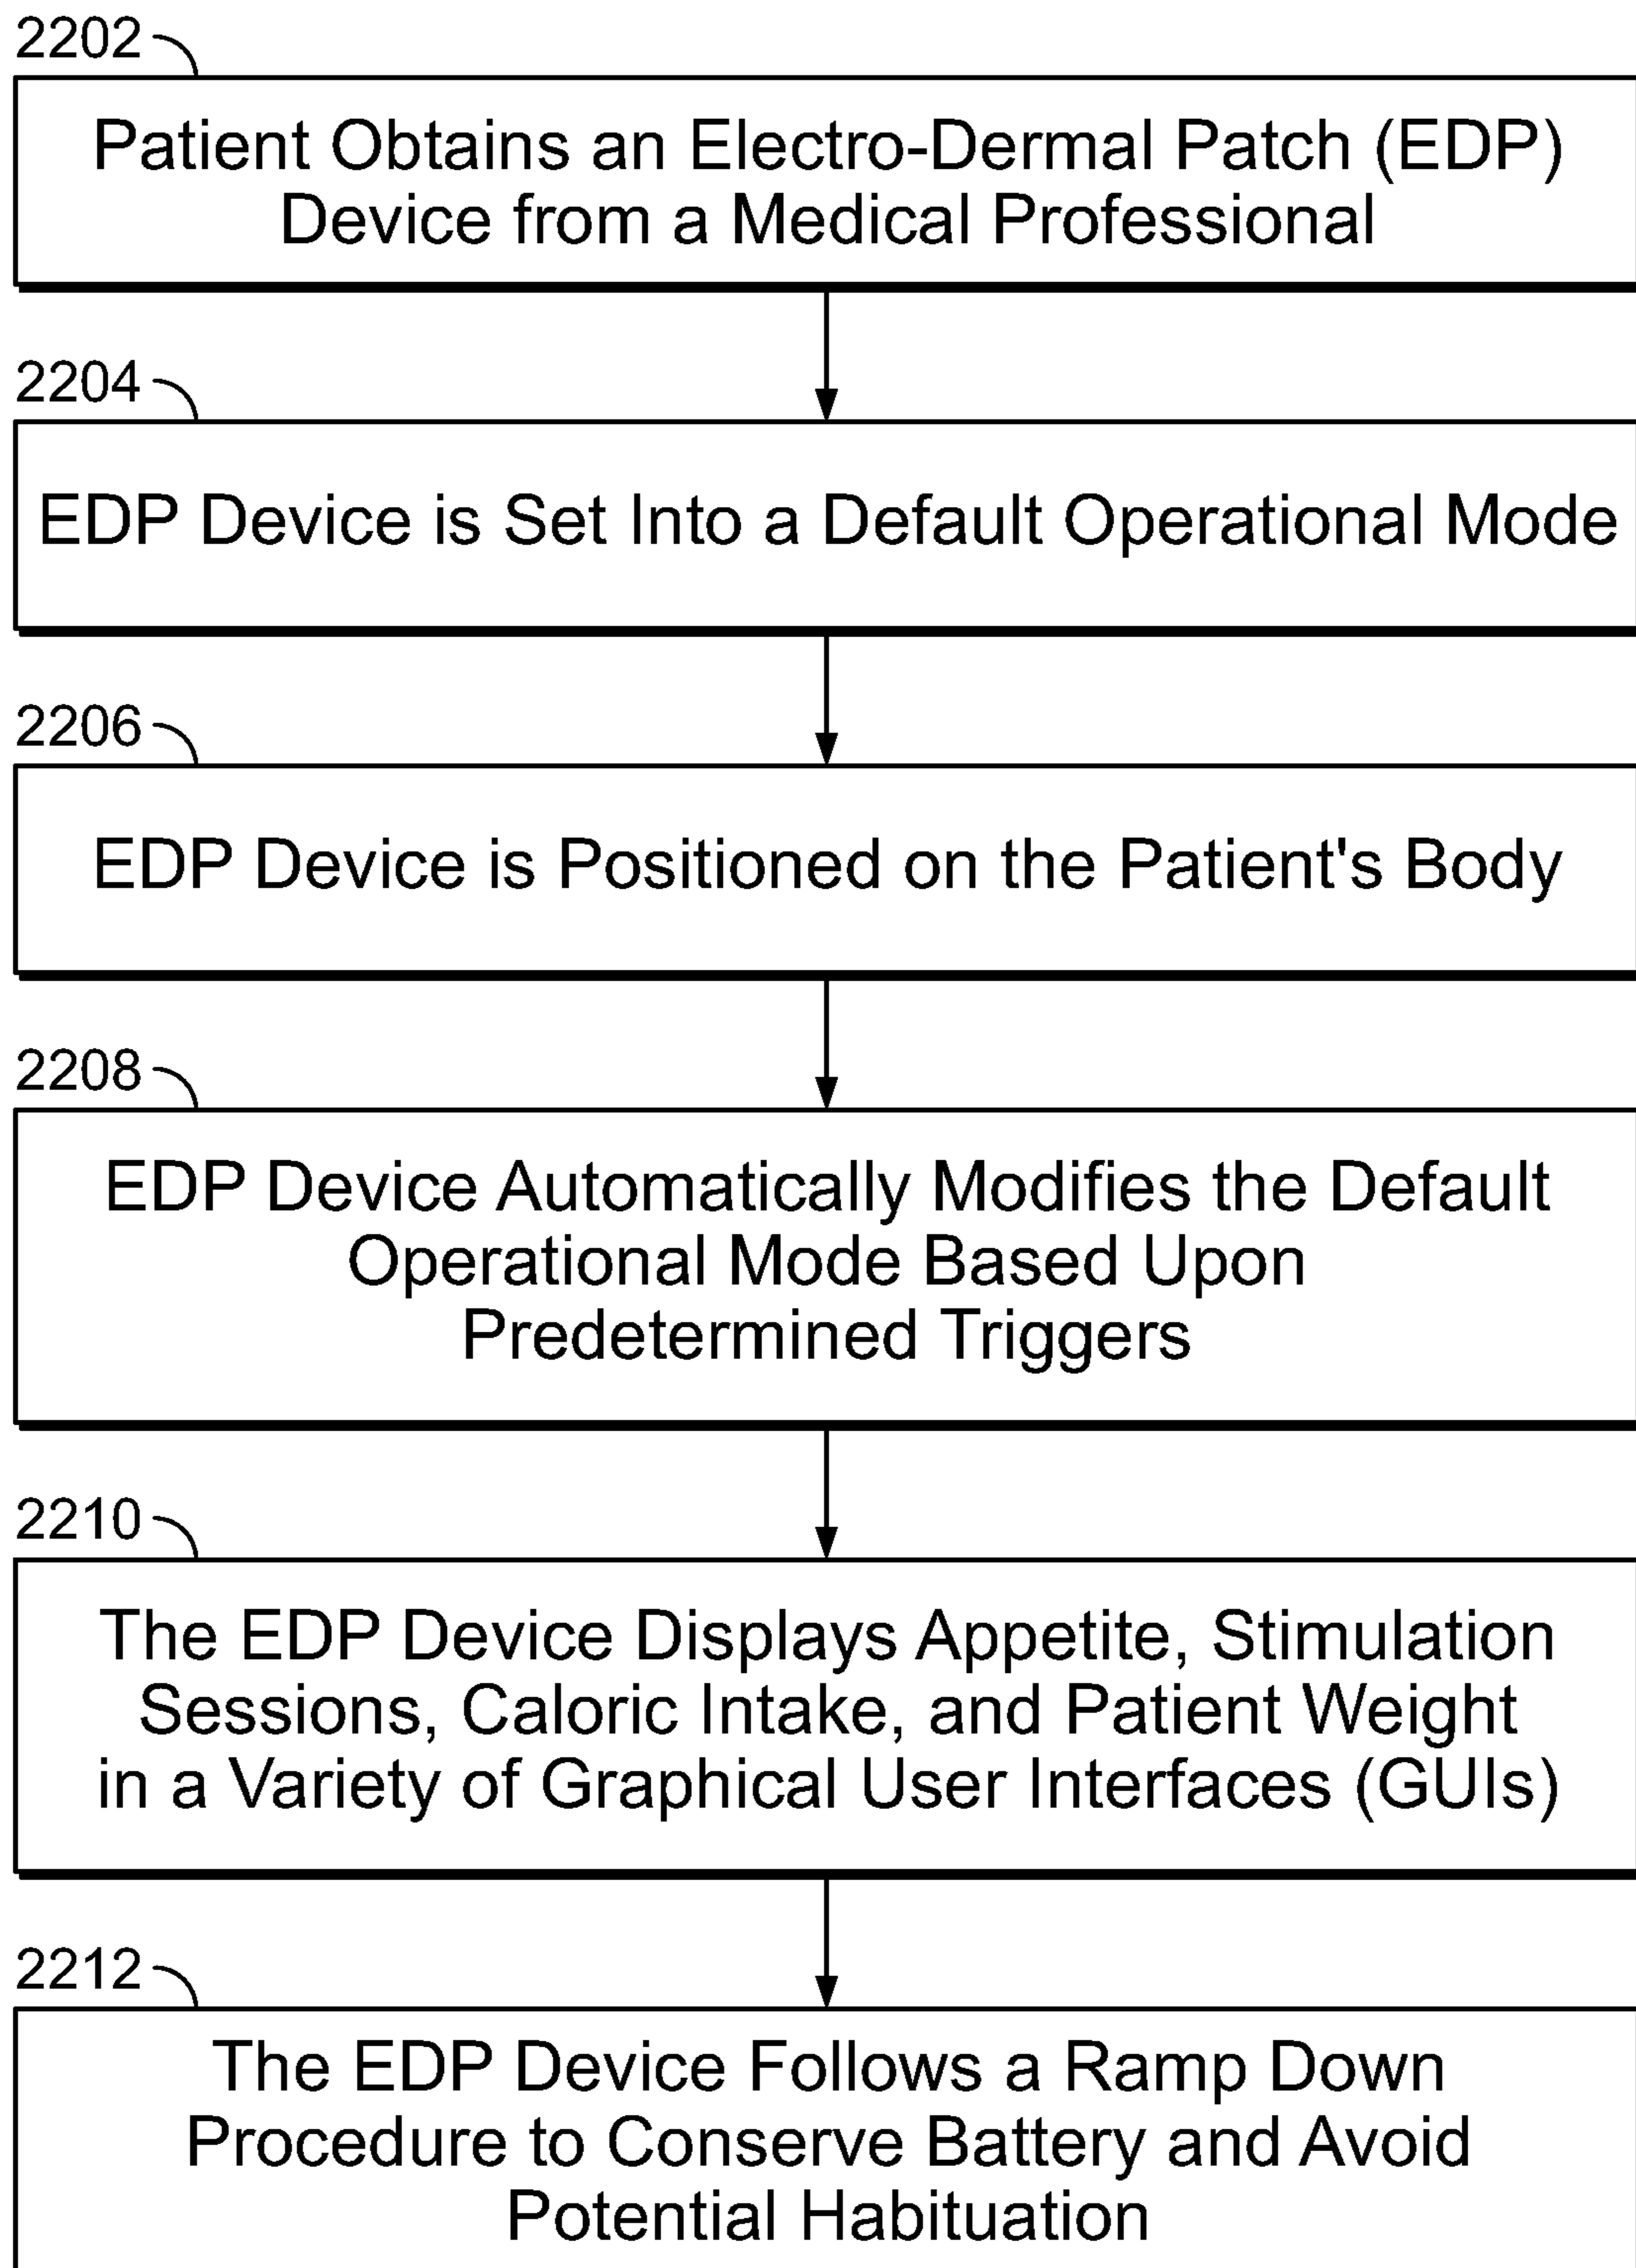 2202
Patient Obtains an Electro-Dermal Patch (EDP)
Device from a Medical Professional
2204
EDP Device is Set Into a Default Operational Mode
2206
EDP Device is Positioned on the Patient's Body
2208
EDP Device Automatically Modifies the Default
Operational Mode Based Upon
Predetermined Triggers
2210
The EDP Device Displays Appetite, Stimulation
Sessions, Caloric Intake, and Patient Weight
in a Variety of Graphical User Interfaces (GUIs)
2212
The EDP Device Follows a Ramp Down
Procedure to Conserve Battery and Avoid
Potential Habituation